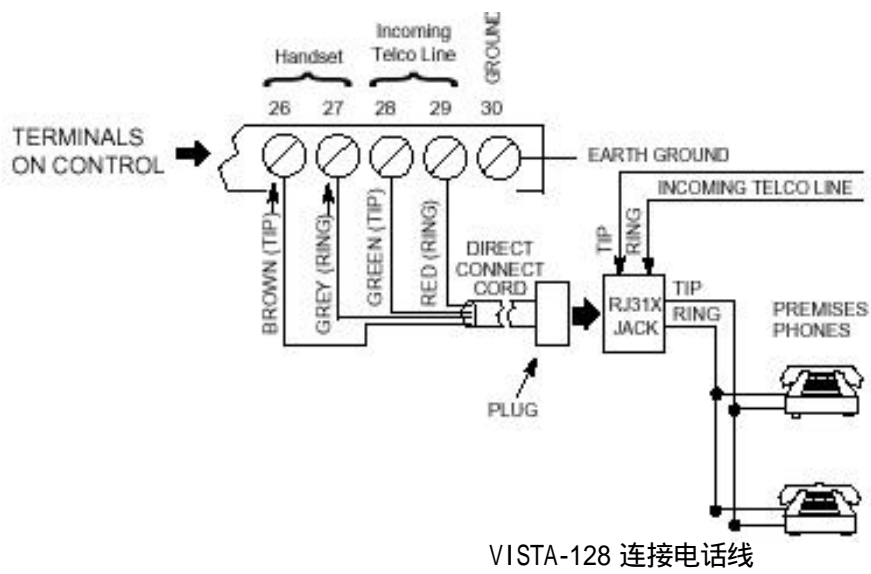 Incoming
Telco Line
GROUND
Handset
26 27 28 29 30
TERMINALS
ON CONTROL
EARTH GROUND
INCOMING TELCO LINE
BROWN (TIP)
GREY (RING)
GREEN (TIP)
RED (RING)
DIRECT
CONNECT
CORD
TIP
RING
RJ31X
JACK
TIP
RING
PREMISES
PHONES
PLUG
VISTA-128 连接电话线